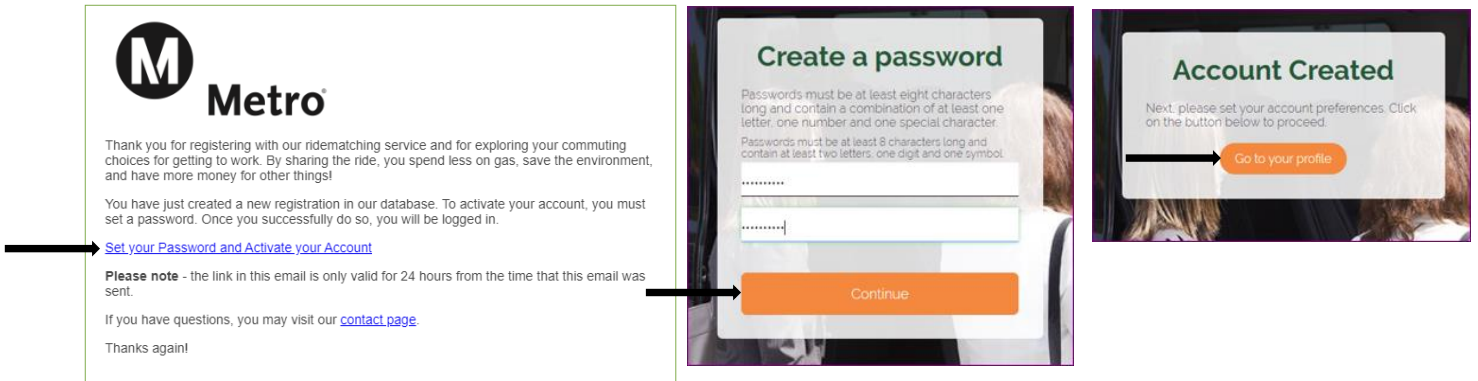 M
Metro
Thank you for registering with our ridematching service and for exploring your commuting
choices for getting to work. By sharing the ride, you spend less on gas, save the environment,
and have more money for other things!
You have just created a new registration in our database. To activate your account, you must
set a password. Once you successfully do so, you will be logged in.
Set your Password and Activate your Account
Please note - the link in this email is only valid for 24 hours from the time that this email was
sent.
If you have questions, you may visit our contact page.
Thanks again!
Create a password
Passwords must be at least eight characters
long and contain a combination of at least one
letter, one number and one special character.
Passwords must be at least 8 characters long and
contain at least two letters, one digit and one symbol.
Continue
Account Created
Next, please set your account preferences. Click
on the button below to proceed.
Go to your profile